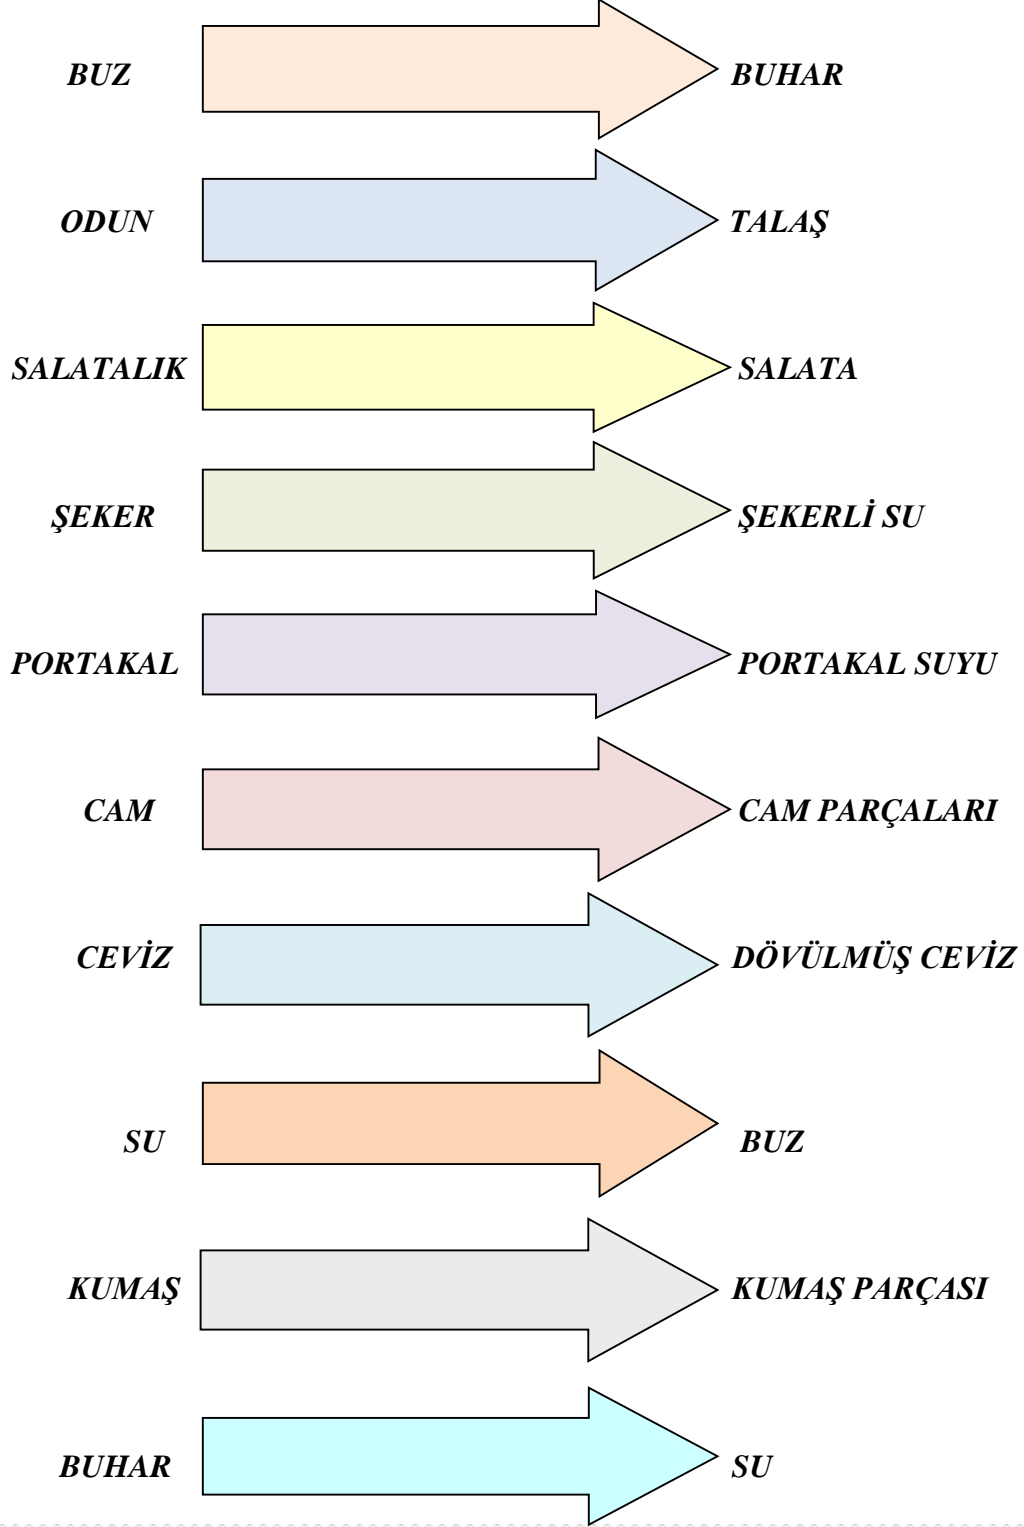 BUZ BUHAR
ODUN TALAŞ
SALATALIK SALATA
ŞEKER ŞEKERLİ SU
PORTAKAL PORTAKAL SUYU
CAM CAM PARÇALARI
CEVİZ DÖVÜLMÜŞ CEVİZ
SU BUZ
KUMAŞ KUMAŞ PARÇASI
BUHAR SU